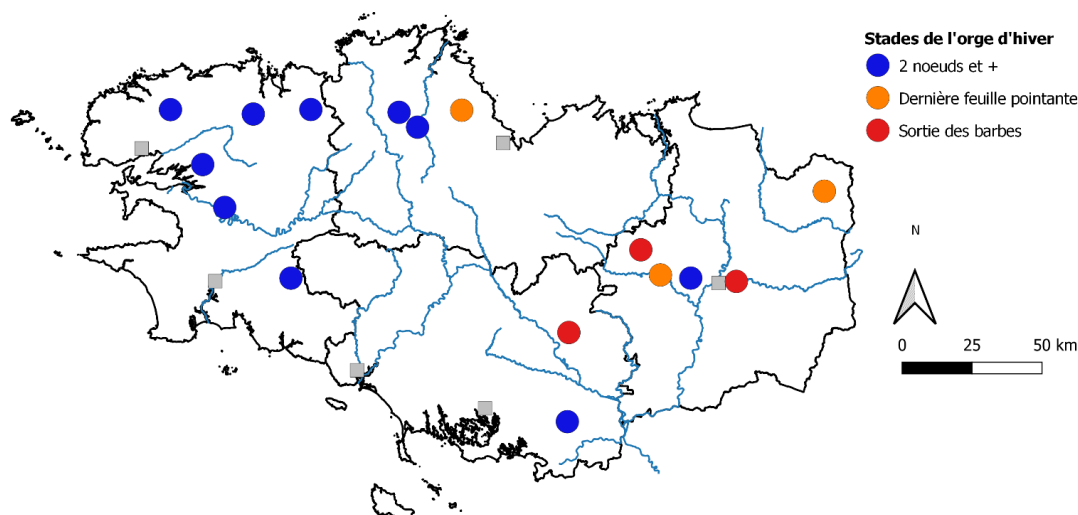 Stades de l'orge d'hiver
2 noeuds et +
Dernière feuille pointante
Sortie des barbes
N
0 25 50 km